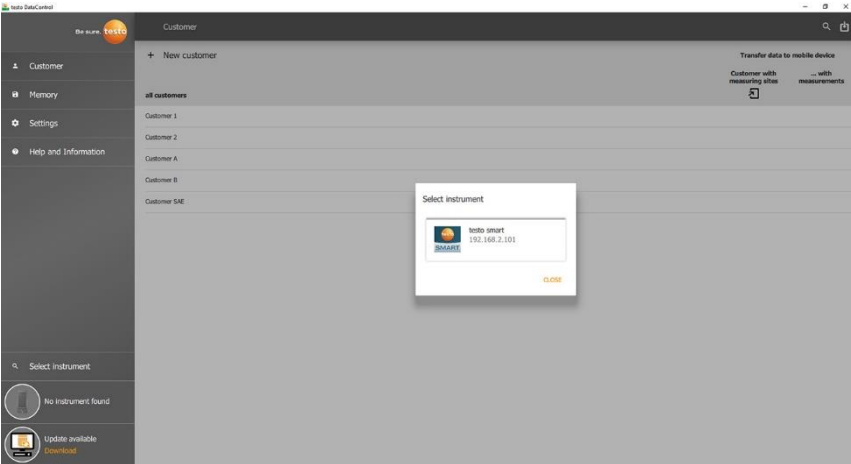 testo DataControl
Be sure. testo
Customer
Customer
Memory
Settings
Help and Information
+ New customer
Transfer data to mobile device
Customer with
measuring sites
... with
measurements
all customers
Customer 1
Customer 2
Customer A
Customer B
Customer SAE
Select instrument
testo smart
192.168.2.101
SMART
CLOSE
Select instrument
No instrument found
Update available
Download